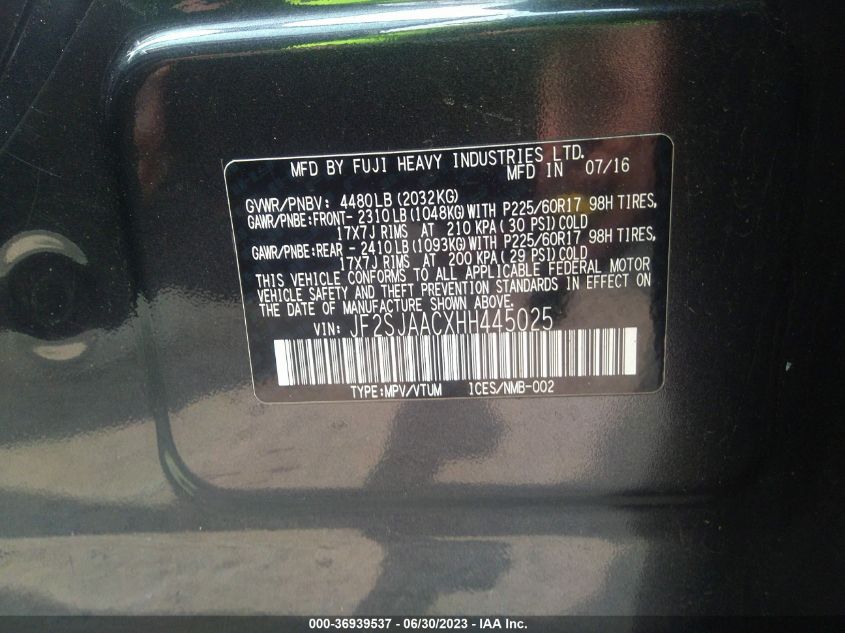 MFD BY FUJI HEAVY INDUSTRIES LTD.
MFD IN 07/16
GVWR/PNBV: 4480LB(2032KG)
GAWR/PNBE:FRONT- 2310LB(1048KG)WITH P225/60R17 98H TIRES,
17X7J RIMS AT 210 KPA( 30 PSI)COLD
GAWR/PNBE:REAR - 2410LB(1093KG)WITH P225/60R17 98H TIRES,
17X7J RIMS AT 200 KPA( 29 PSI)COLD
THIS VEHICLE CONFORMS TO ALL APPLICABLE FEDERAL MOTOR
VEHICLE SAFETY AND THEFT PREVENTION STANDARDS IN EFFECT ON
THE DATE OF MANUFACTURE SHOWN ABOVE.
VIN: JF2SJAACXHH445025
TYPE:MPV/VTUM ICES/NMB-002
000-36939537 - 06/30/2023 - IAA Inc.